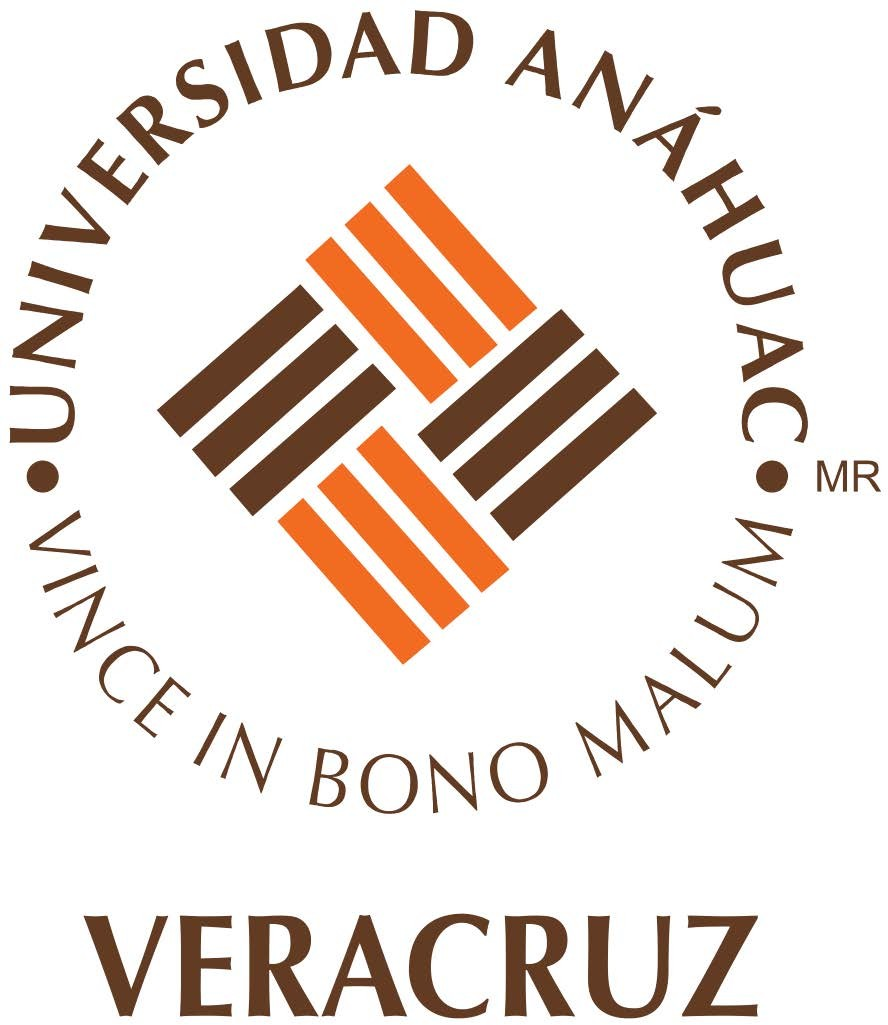 UNIVERSIDAD ANÁHUAC
• VINCE IN BONO MALUM •
MR
VERACRUZ